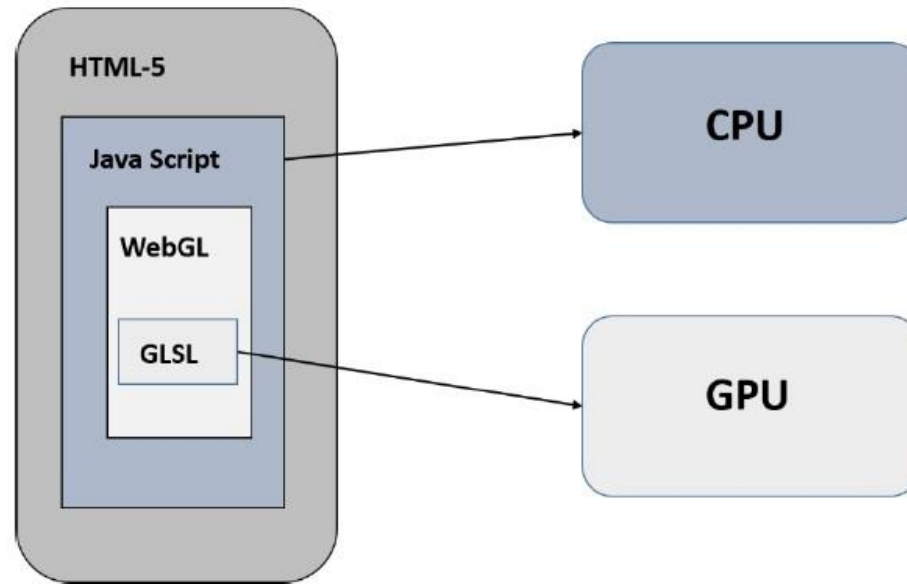 HTML-5
Java Script
WebGL
GLSL
CPU
GPU